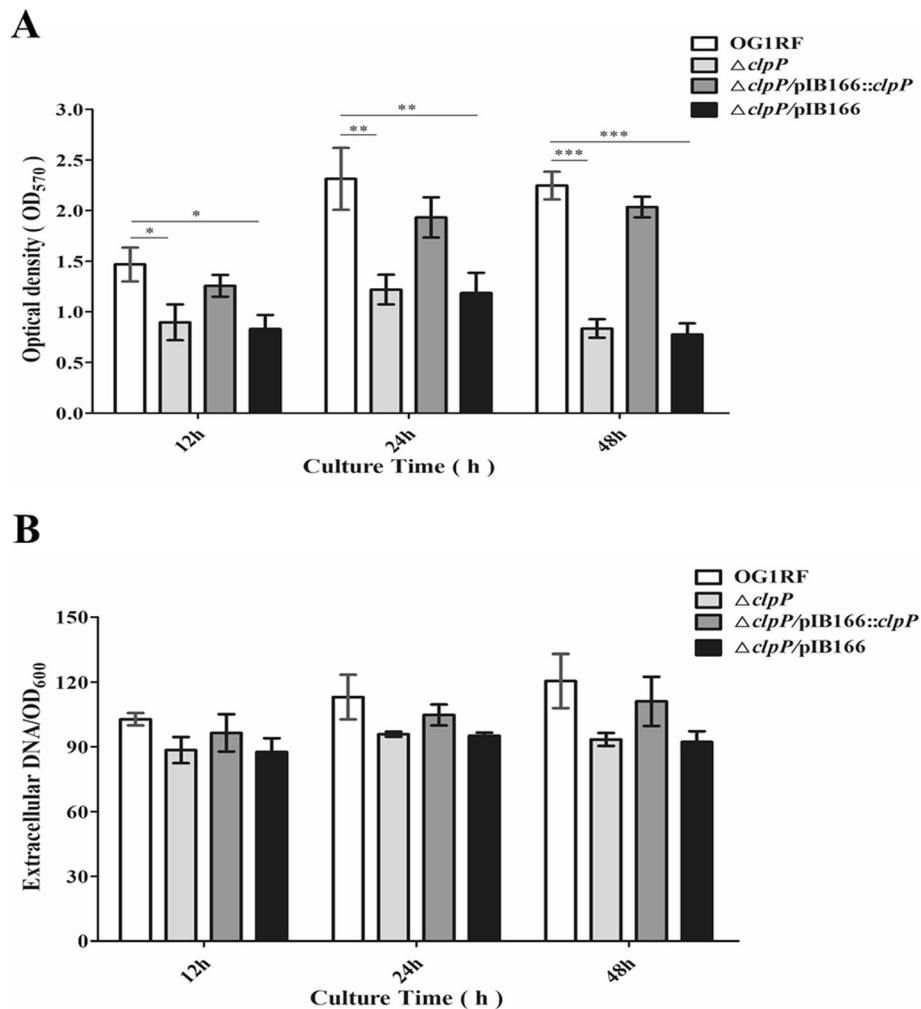 A
OG1RF
△clpP
△clpP/pIB166::clpP
△clpP/pIB166
Optical density ( OD570)
3.0
2.5
2.0
1.5
1.0
0.5
0.0
* *
** **
*** ***
12h 24h 48h
Culture Time ( h )
B
OG1RF
△clpP
△clpP/pIB166::clpP
△clpP/pIB166
Extracellular DNA/OD600
150
120
90
60
30
0
12h 24h 48h
Culture Time ( h )